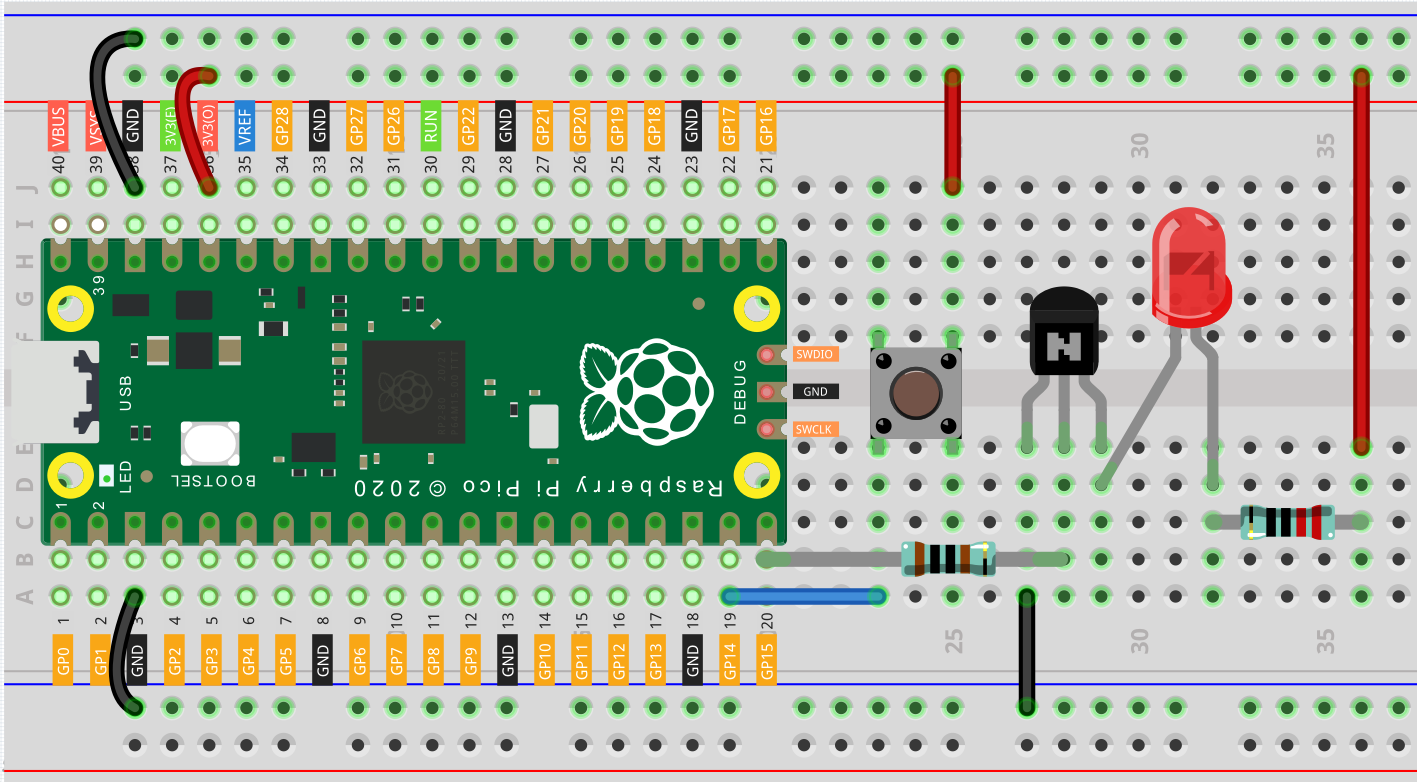 VBUS GND 3V3(E) 3V3(O) VREF GP28 GND GP27 GP26 RUN GP22 GND GP21 GP20 GP19 GP18 GND GP17 GP16
40 39 37 35 34 33 32 31 30 29 28 27 26 25 24 23 22 21
30 35
J
I
H
G
F
E
D
C
B
A
39
USB
LED
1 2
BOOTSEL
Raspberry Pi Pico © 2020
DEBUG
SWDIO
GND
SWCLK
N
1 2 3 4 5 6 7 8 9 10 11 12 13 14 15 16 17 18 19 20
25 30 35
GP0 GP1 GND GP2 GP3 GP4 GP5 GND GP6 GP7 GP8 GP9 GND GP10 GP11 GP12 GP13 GND GP14 GP15